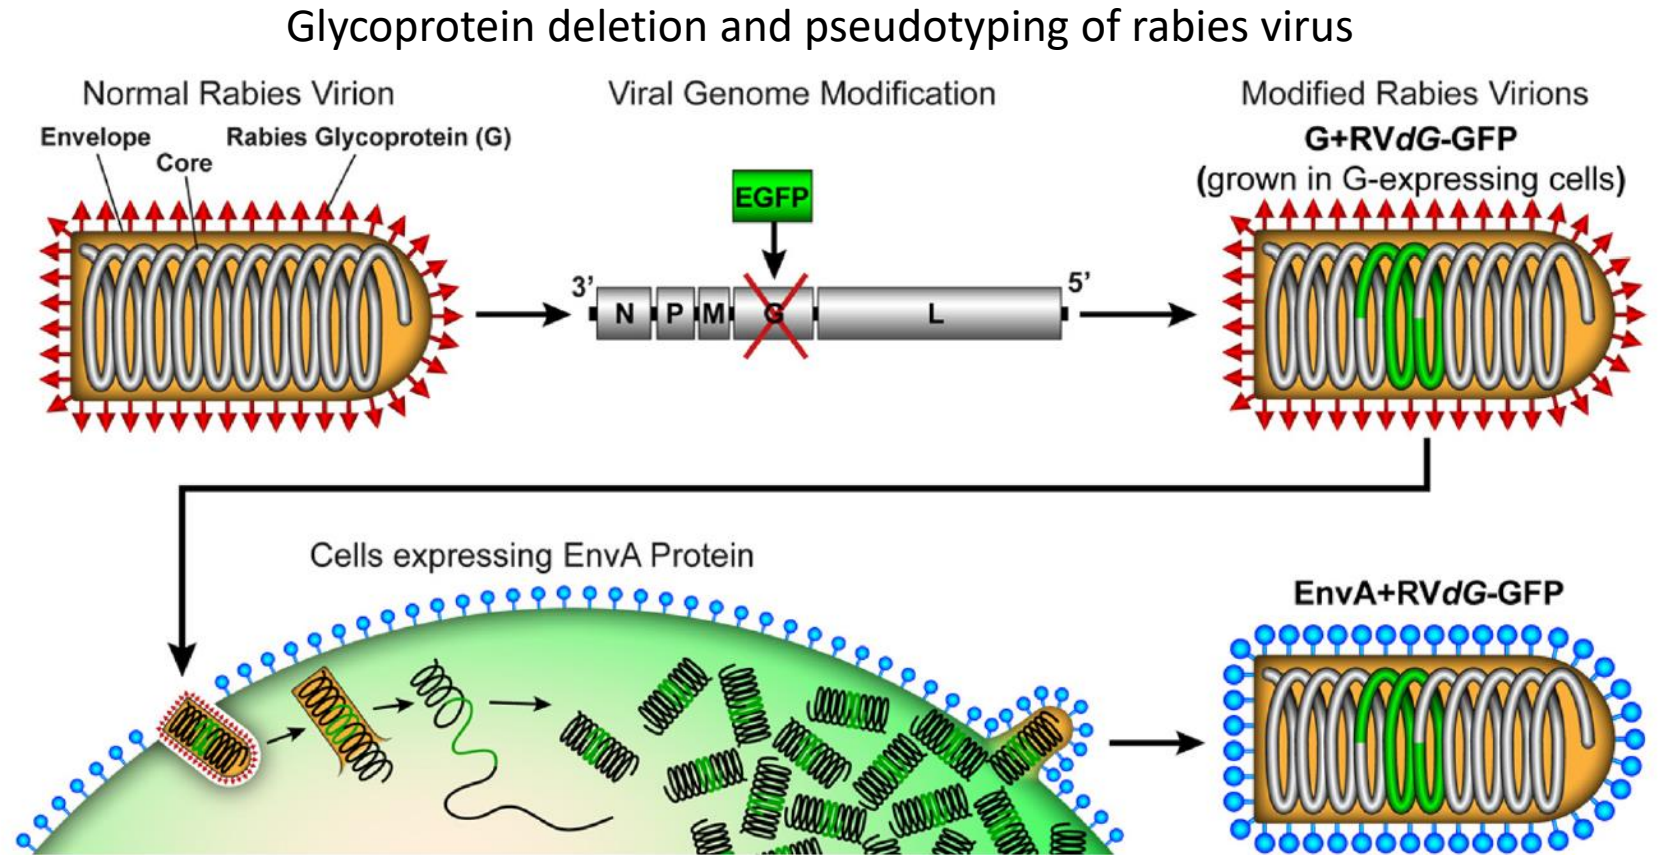 Glycoprotein deletion and pseudotyping of rabies virus
Normal Rabies Virion
Envelope
Core
Rabies Glycoprotein (G)
Viral Genome Modification
EGFP
3’
N
P
M
G
L
5’
Modified Rabies Virions
G+RVdG-GFP
(grown in G-expressing cells)
Cells expressing EnvA Protein
EnvA+RVdG-GFP